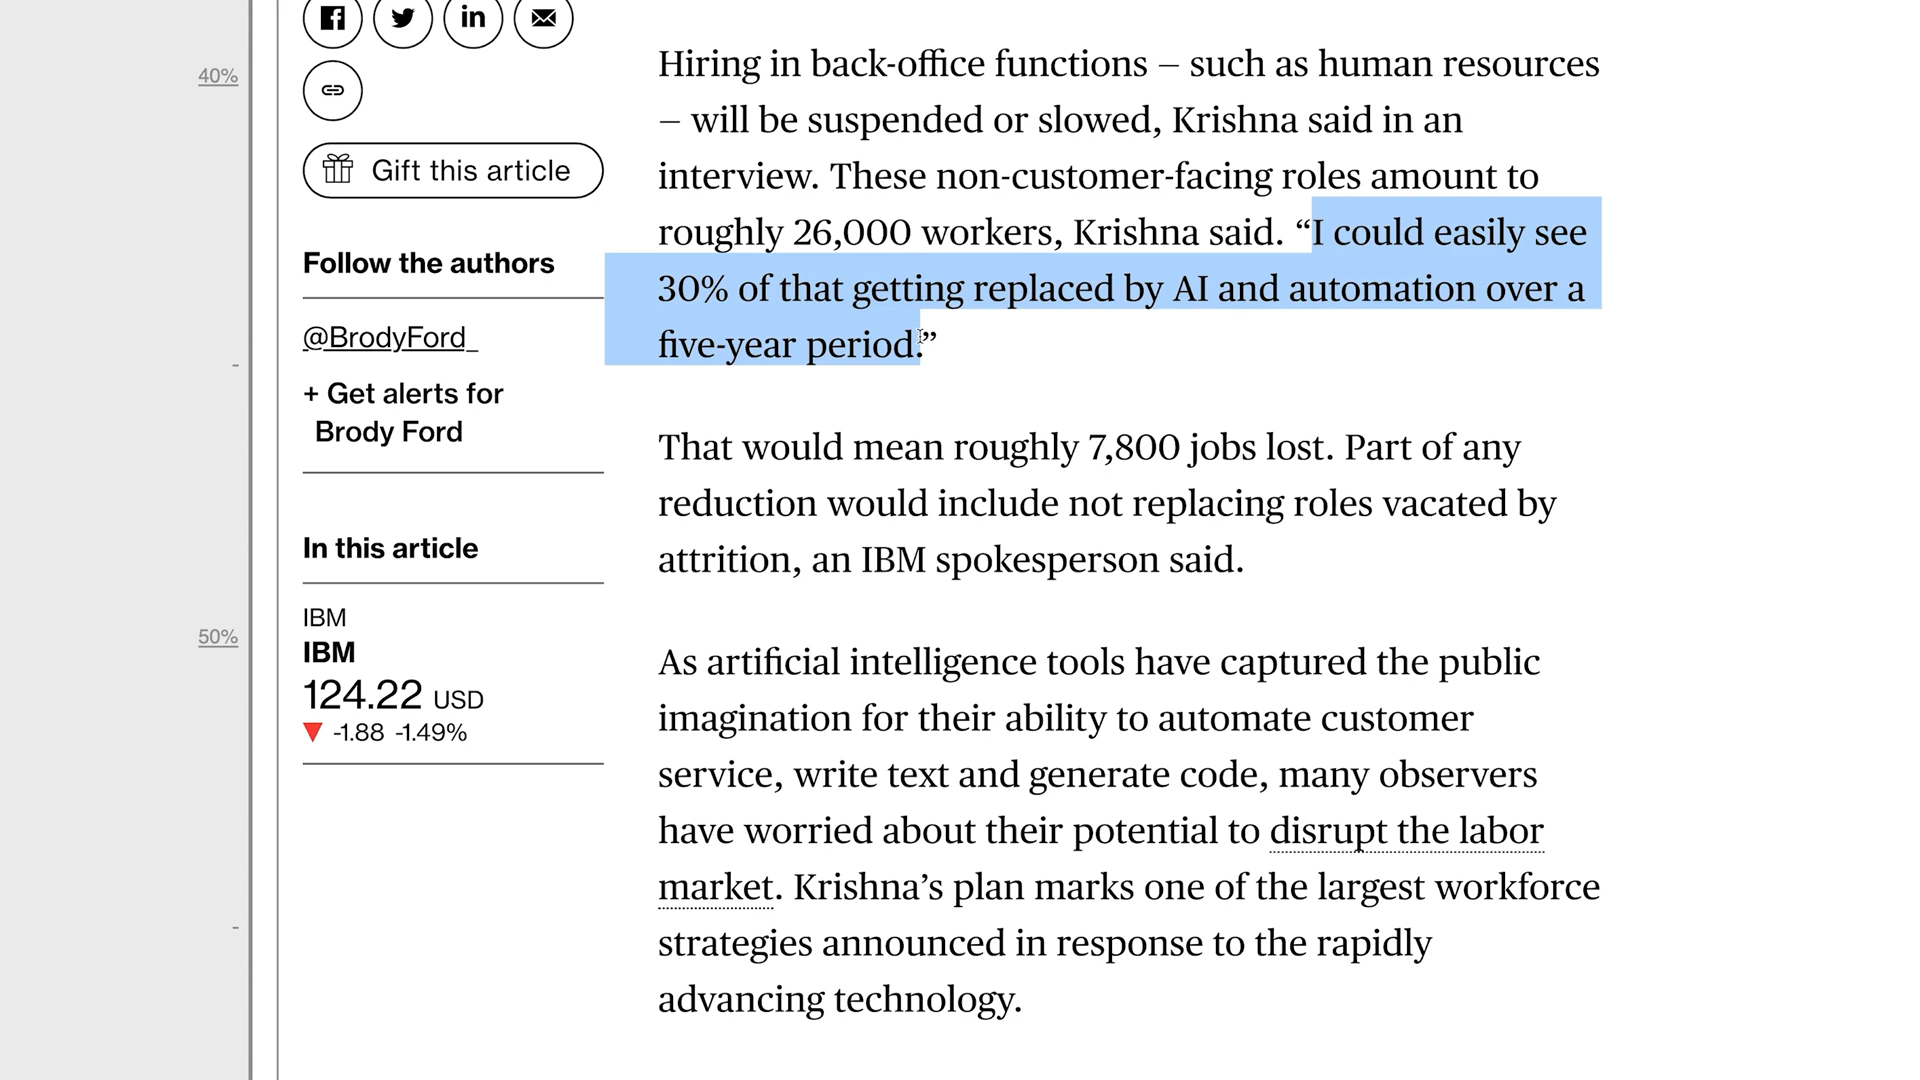 40%
50%
in
Gift this article
Follow the authors
@BrodyFord_
+ Get alerts for
Brody Ford
In this article
IBM
IBM
124.22 USD
-1.88 -1.49%
Hiring in back-office functions — such as human resources
— will be suspended or slowed, Krishna said in an
interview. These non-customer-facing roles amount to
roughly 26,000 workers, Krishna said. “I could easily see
30% of that getting replaced by AI and automation over a
five-year period.”
That would mean roughly 7,800 jobs lost. Part of any
reduction would include not replacing roles vacated by
attrition, an IBM spokesperson said.
As artificial intelligence tools have captured the public
imagination for their ability to automate customer
service, write text and generate code, many observers
have worried about their potential to disrupt the labor
market. Krishna’s plan marks one of the largest workforce
strategies announced in response to the rapidly
advancing technology.